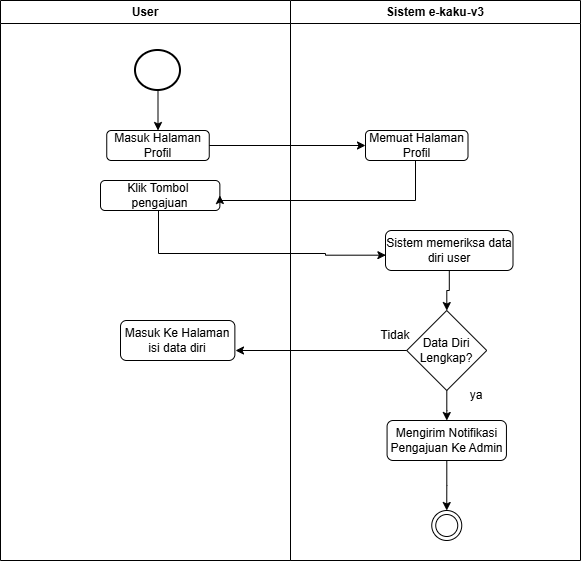 User
Sistem e-kaku-v3
Masuk Halaman
Profil
Memuat Halaman
Profil
Klik Tombol
pengajuan
Sistem memeriksa data
diri user
Masuk Ke Halaman
isi data diri
Tidak
Data Diri
Lengkap?
ya
Mengirim Notifikasi
Pengajuan Ke Admin